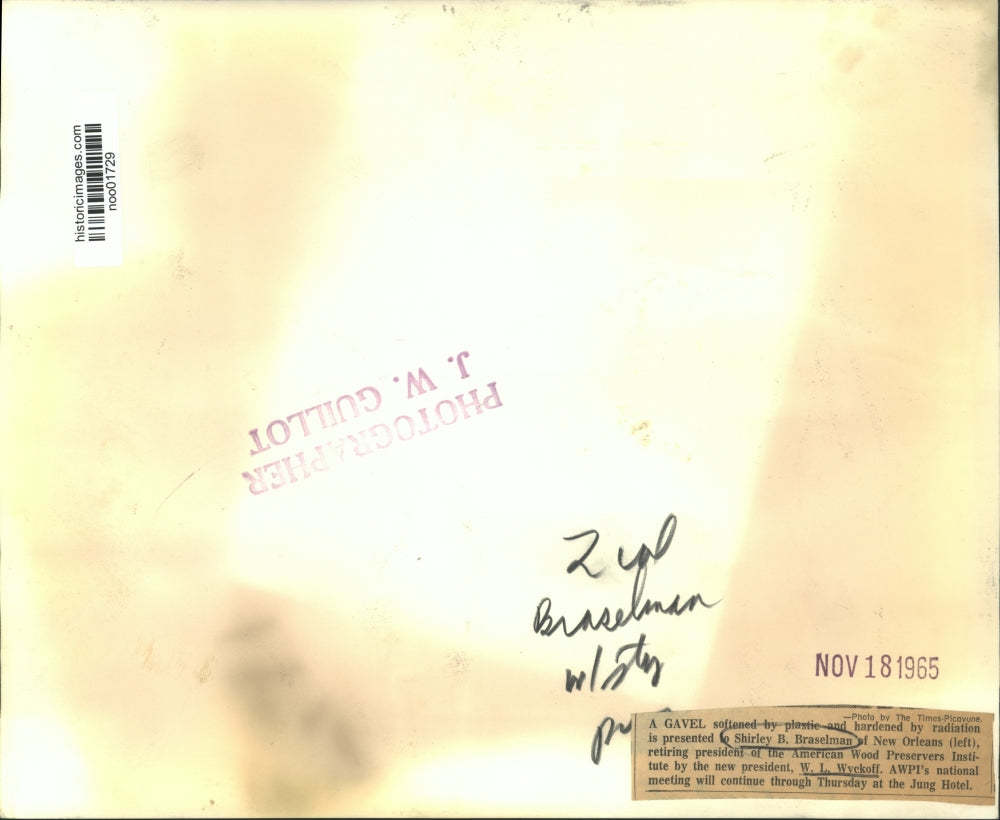 historicimages.com
noo01729
PHOTOGRAPHER
J. W. GUILLOT
2 col
Braselman
w/sty
NOV 18 1965
—Photo by The Times-Picayune.
A GAVEL softened by plastic and hardened by radiation
is presented to Shirley B. Braselman of New Orleans (left),
retiring president of the American Wood Preservers Insti-
tute by the new president, W. L. Wyckoff. AWPI's national
meeting will continue through Thursday at the Jung Hotel.